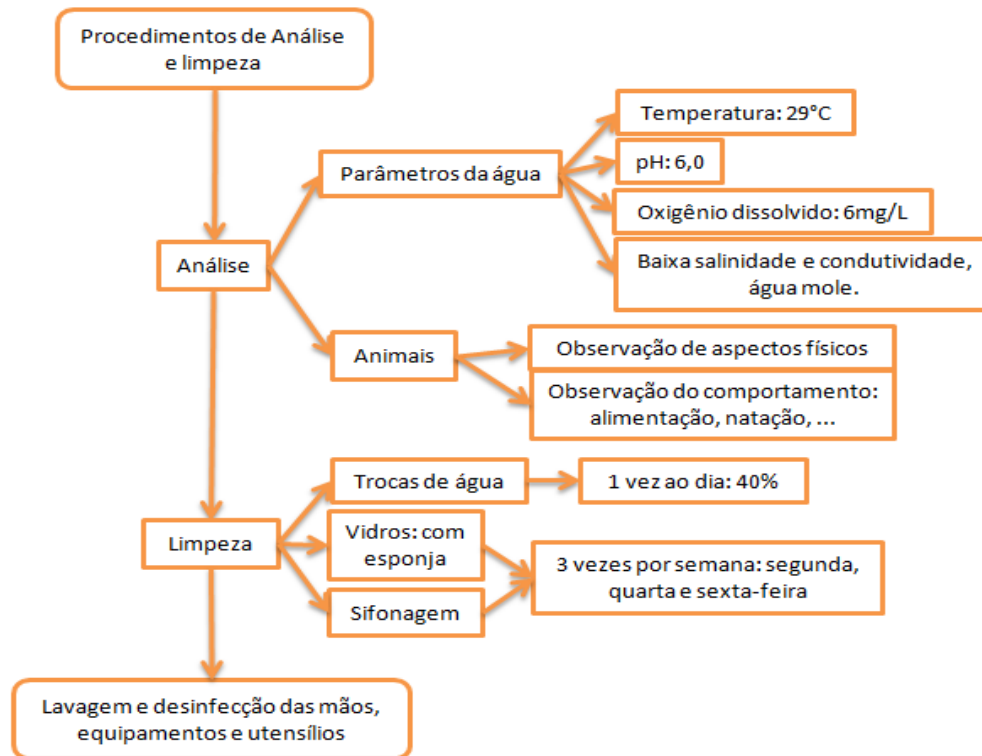 Procedimentos de Análise
e limpeza
Temperatura: 29°C
Parâmetros da água
pH: 6,0
Oxigênio dissolvido: 6mg/L
Análise
Baixa salinidade e condutividade,
água mole.
Animais
Observação de aspectos físicos
Observação do comportamento:
alimentação, natação, ...
Trocas de água
1 vez ao dia: 40%
Limpeza
Vidros: com
esponja
Sifonagem
3 vezes por semana: segunda,
quarta e sexta-feira
Lavagem e desinfecção das mãos,
equipamentos e utensílios